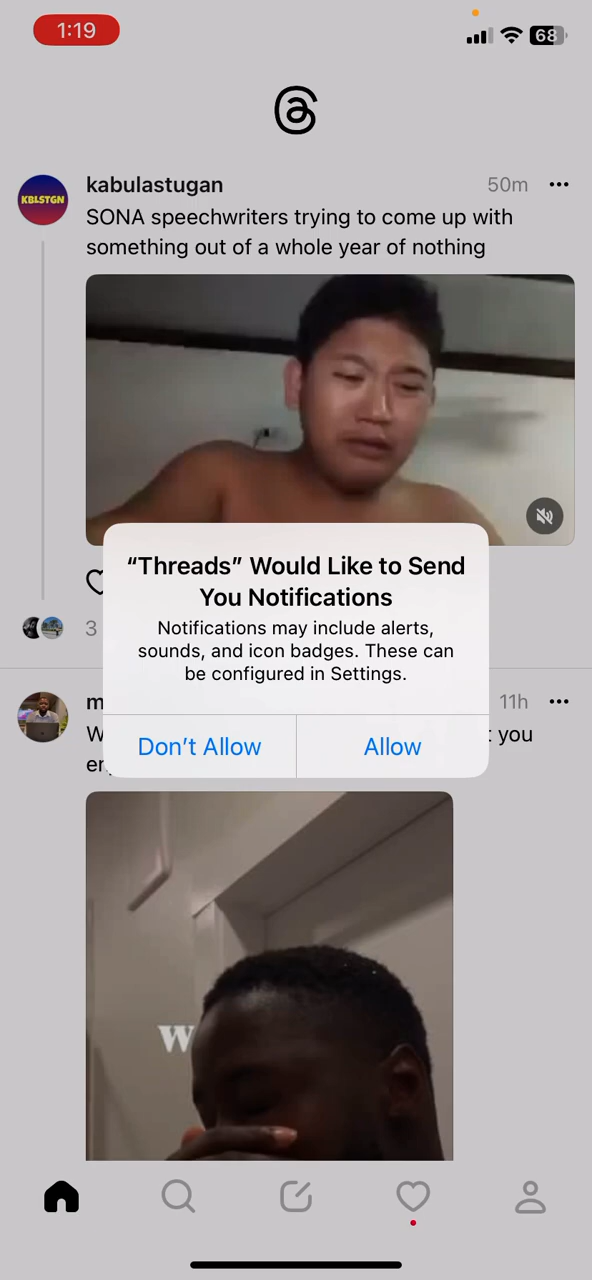 1:19
68
KBLSTGN
kabulastugan
50m
SONA speechwriters trying to come up with
something out of a whole year of nothing
“Threads” Would Like to Send
You Notifications
Notifications may include alerts,
sounds, and icon badges. These can
be configured in Settings.
3
Don’t Allow
Allow
11h
you
W